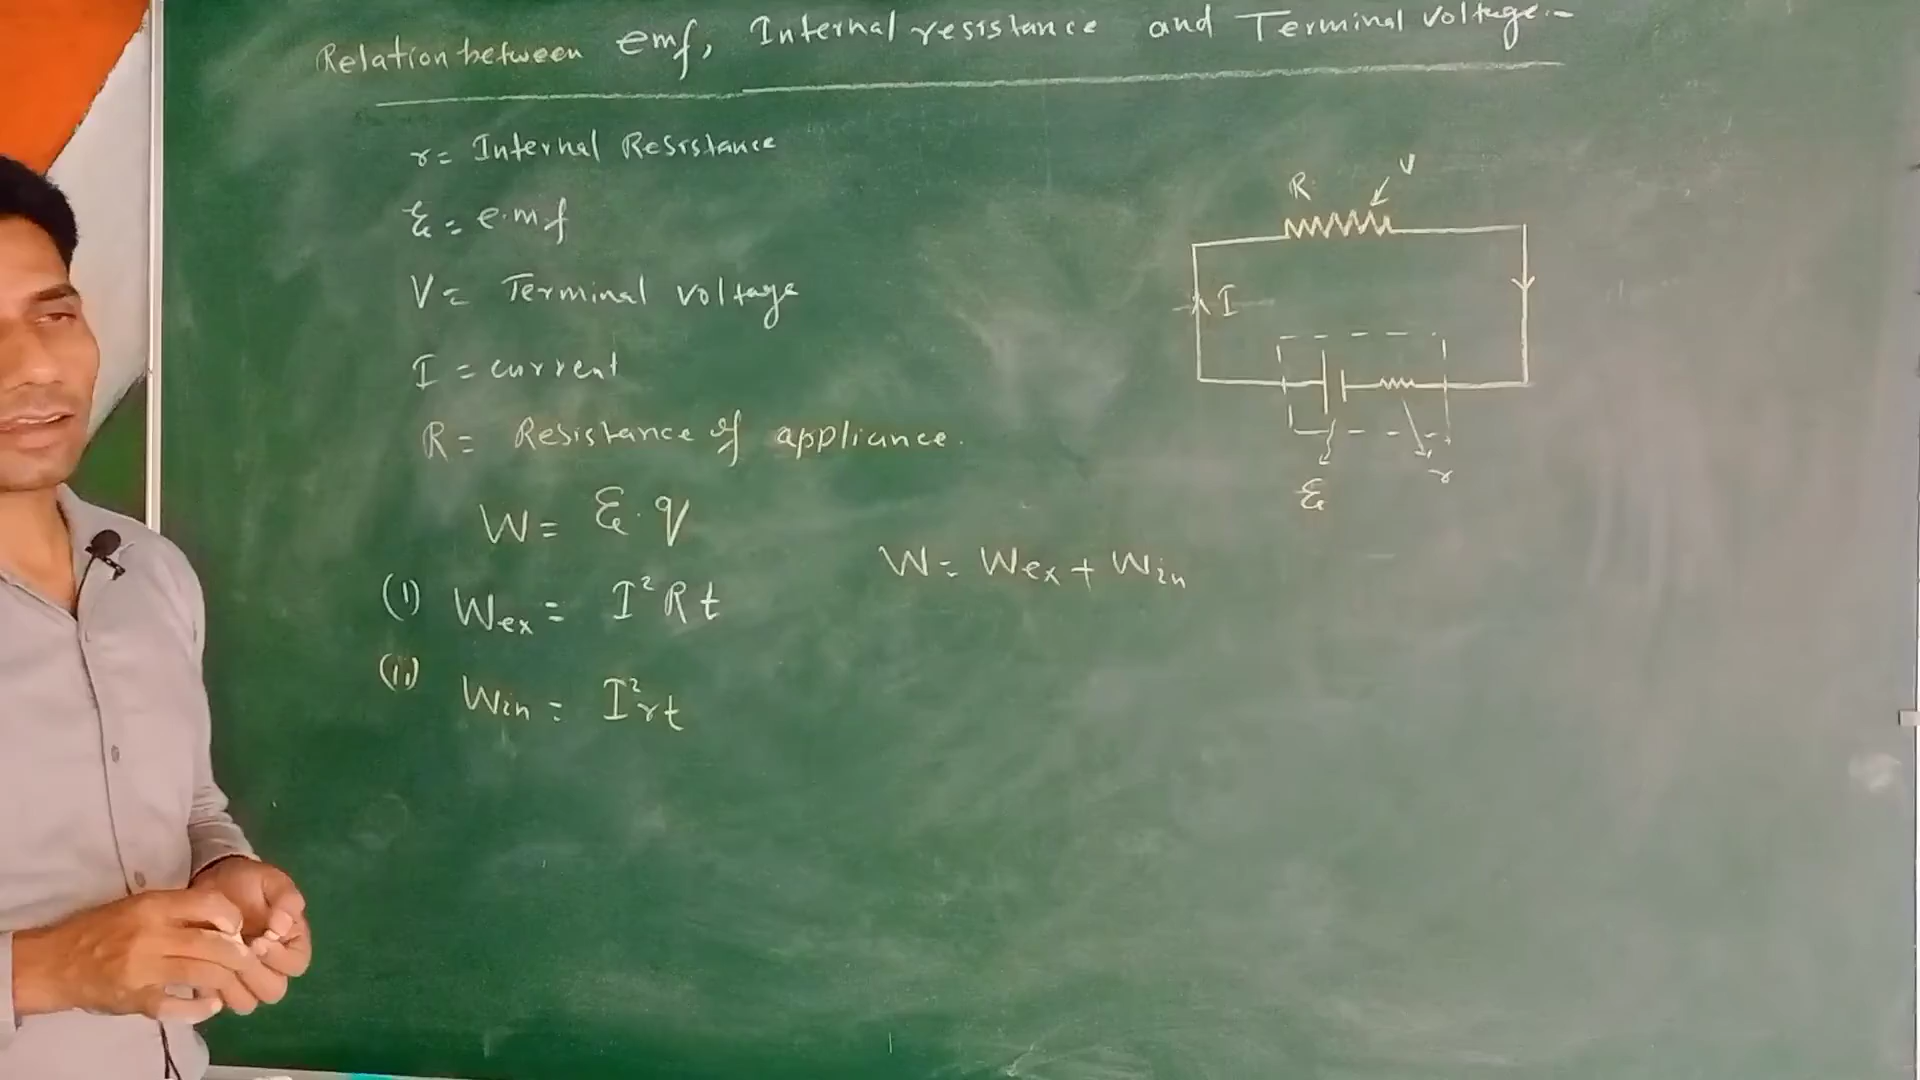 Relation between emf, Internal resistance and Terminal voltage:-
r = Internal Resistance
ξ = e.m.f
V = Terminal voltage
I = current
R = Resistance of appliance.
W = ξ.q
(i) Wex = I²Rt
(ii) Win = I²rt
W = Wex + Win
R
V
I
ξ
r